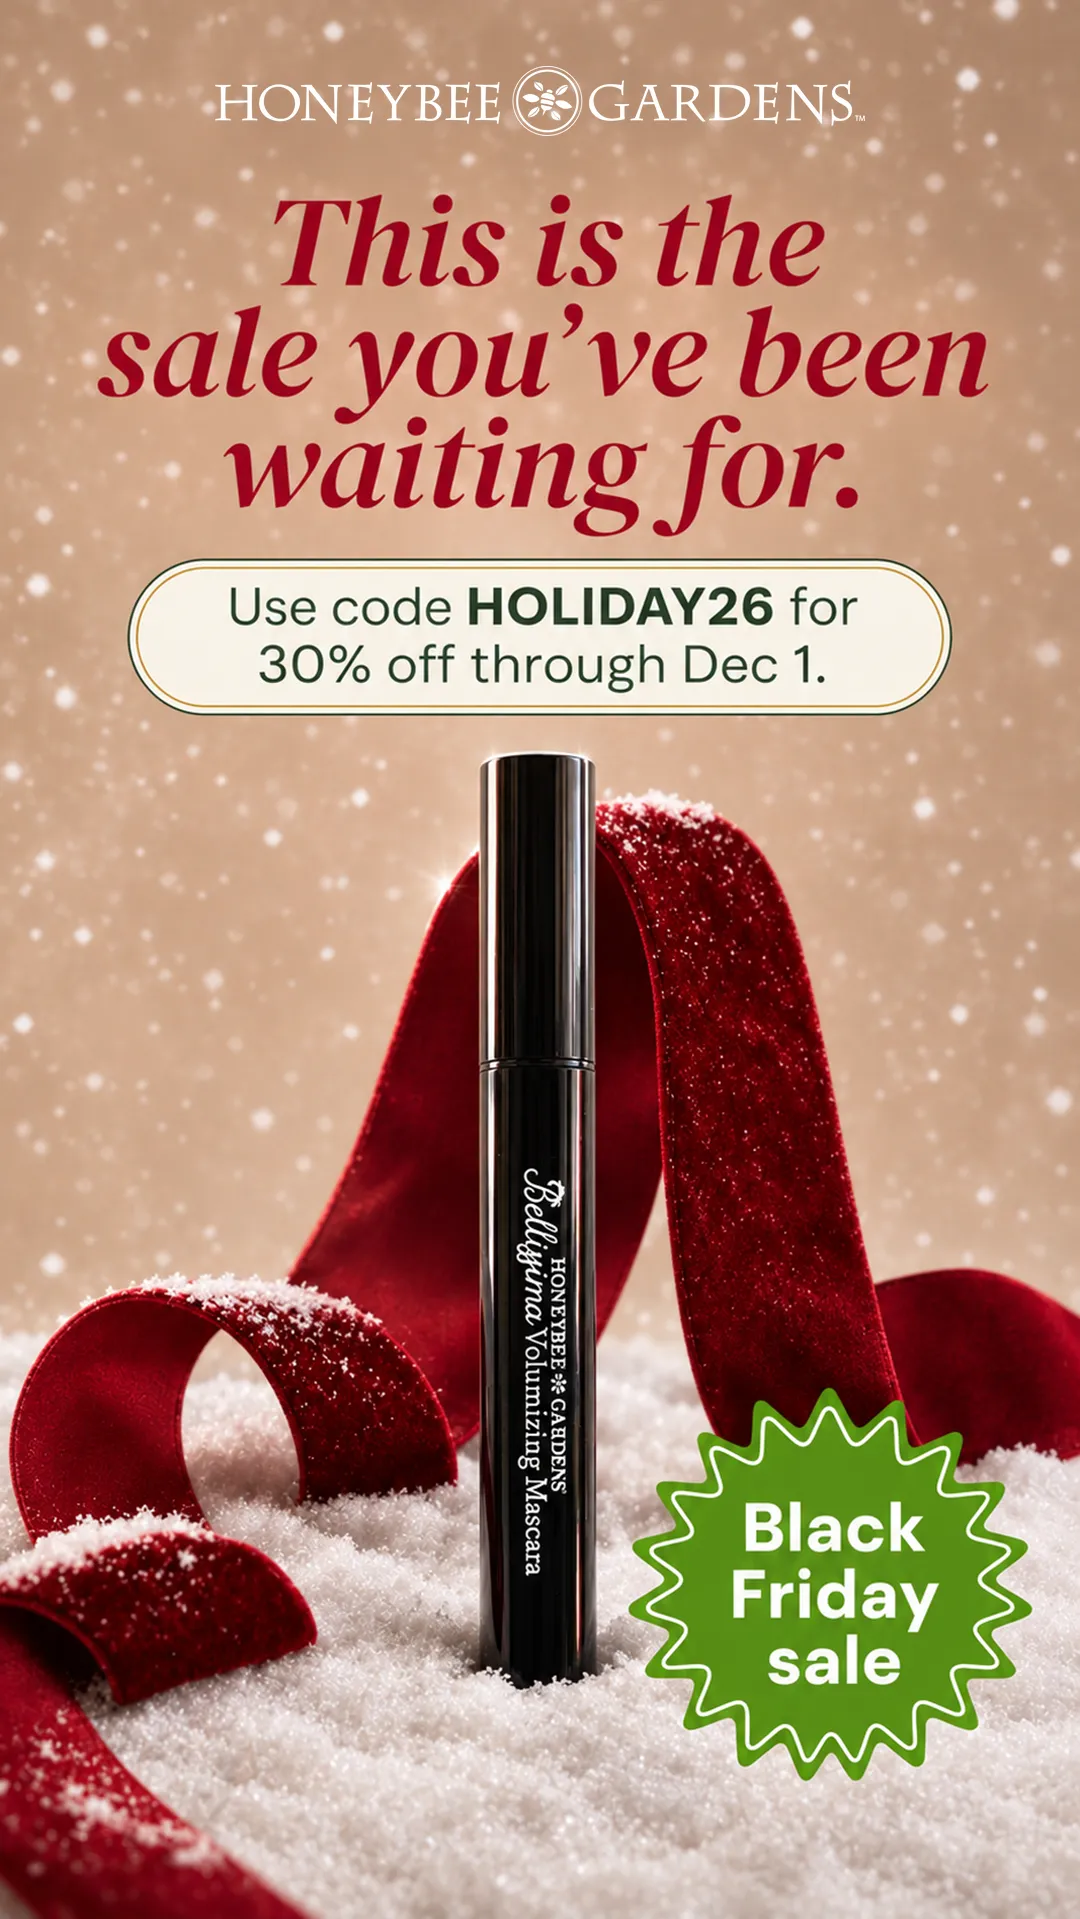 HONEYBEE GARDENS™
This is the
sale you’ve been
waiting for.
Use code HOLIDAY26 for
30% off through Dec 1.
HONEYBEE GARDENS®
Bellissima Volumizing Mascara
Black
Friday
sale